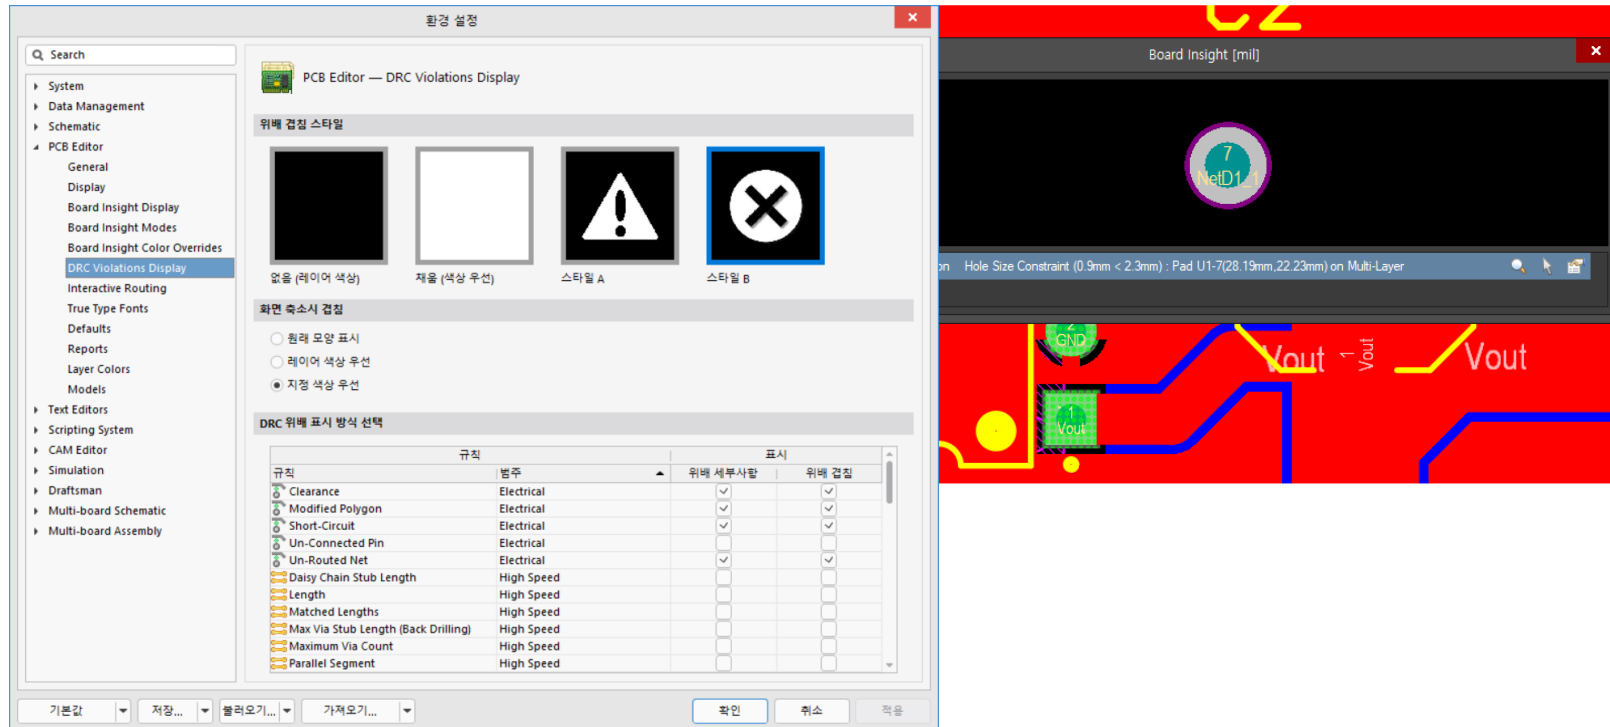 환경 설정
Search
System
Data Management
Schematic
PCB Editor
General
Display
Board Insight Display
Board Insight Modes
Board Insight Color Overrides
DRC Violations Display
Interactive Routing
True Type Fonts
Defaults
Reports
Layer Colors
Models
Text Editors
Scripting System
CAM Editor
Simulation
Draftsman
Multi-board Schematic
Multi-board Assembly
PCB Editor — DRC Violations Display
위배 겹침 스타일
없음 (레이어 색상)
채움 (색상 우선)
스타일 A
스타일 B
화면 축소시 겹침
원래 모양 표시
레이어 색상 우선
지정 색상 우선
DRC 위배 표시 방식 선택
규칙 표시
규칙 범주 위배 세부사항 위배 겹침
Clearance Electrical
Modified Polygon Electrical
Short-Circuit Electrical
Un-Connected Pin Electrical
Un-Routed Net Electrical
Daisy Chain Stub Length High Speed
Length High Speed
Matched Lengths High Speed
Max Via Stub Length (Back Drilling) High Speed
Maximum Via Count High Speed
Parallel Segment High Speed
기본값
저장...
불러오기...
가져오기...
확인
취소
적용
C2
Board Insight [mil]
7
NetD1_1
on Hole Size Constraint (0.9mm < 2.3mm) : Pad U1-7(28.19mm,22.23mm) on Multi-Layer
2
GND
1
Vout
Vout
1
Vout
Vout